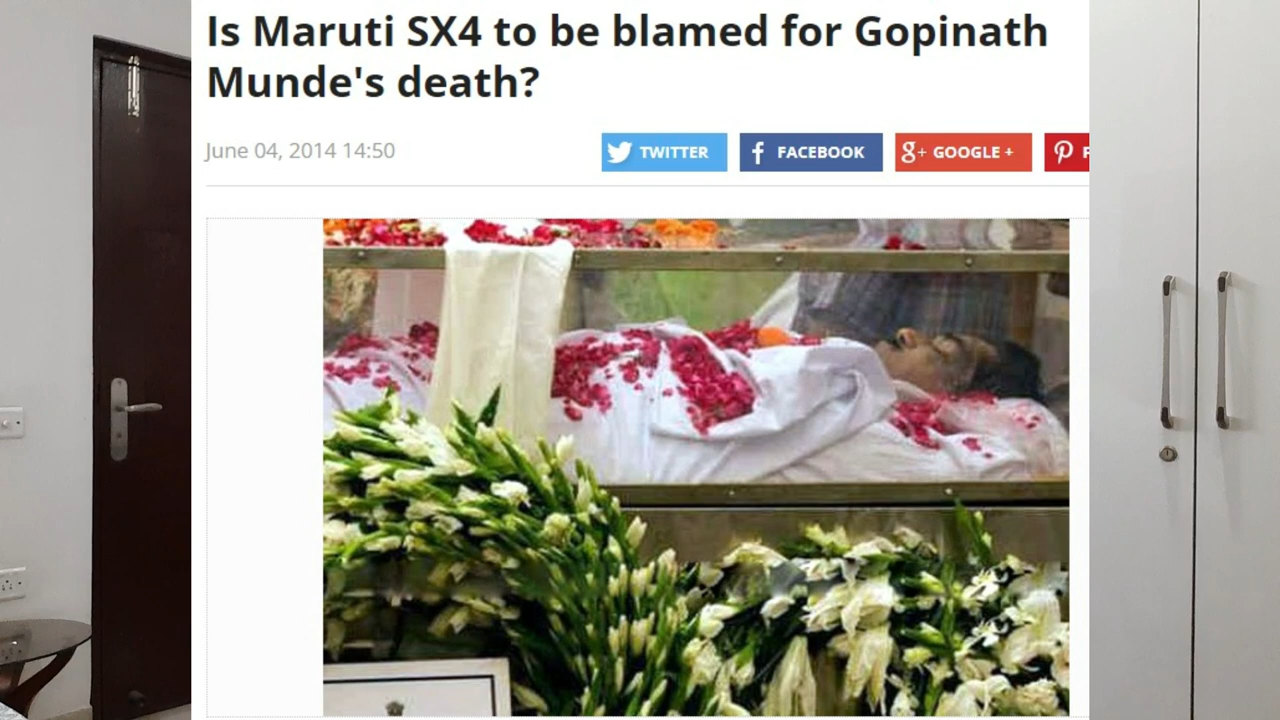 Is Maruti SX4 to be blamed for Gopinath
Munde's death?
June 04, 2014 14:50
TWITTER
FACEBOOK
g+ GOOGLE +